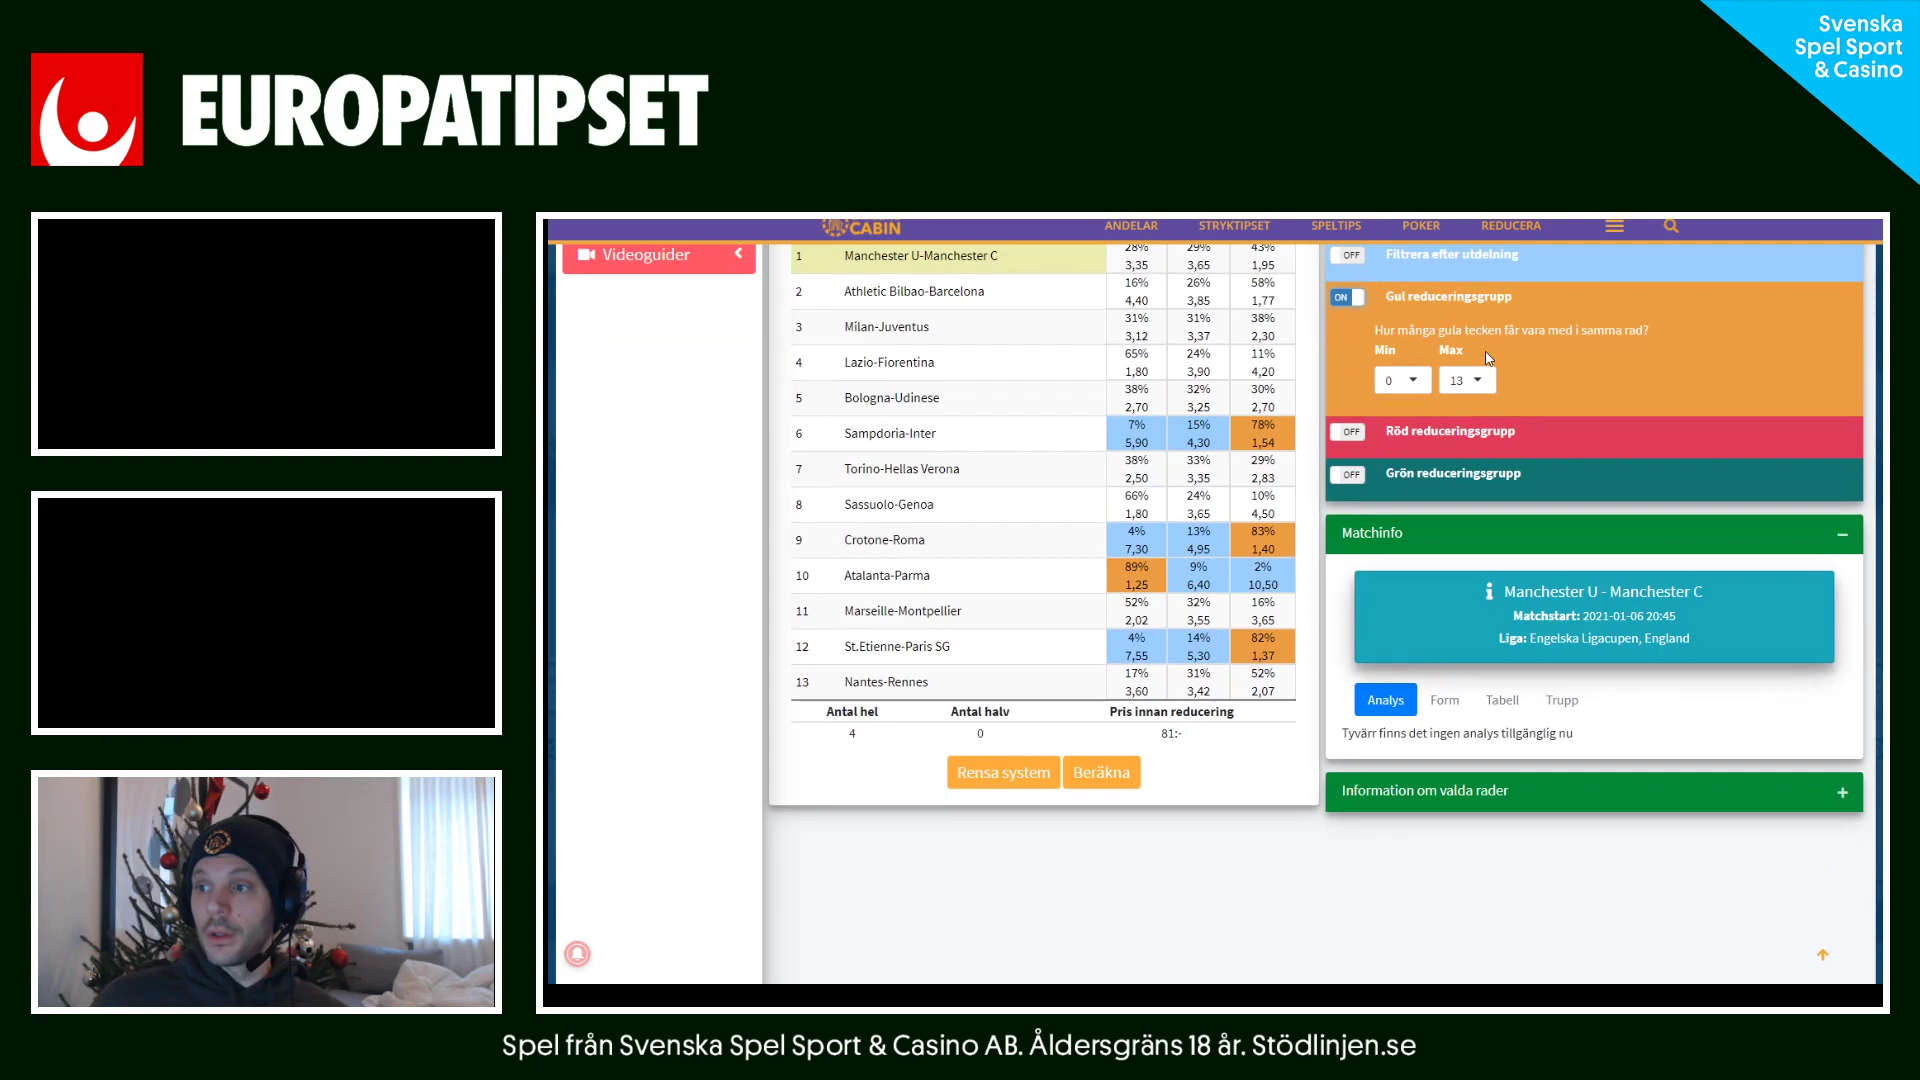 Svenska
Spel Sport
& Casino
EUROPATIPSET
CABIN
ANDELAR STRYKTIPSET SPELTIPS POKER REDUCERA
Videoguider
1 Manchester U-Manchester C 28% 29% 43%
3,35 3,65 1,95
2 Athletic Bilbao-Barcelona 16% 26% 58%
4,40 3,85 1,77
3 Milan-Juventus 31% 31% 38%
3,12 3,37 2,30
4 Lazio-Fiorentina 65% 24% 11%
1,80 3,90 4,20
5 Bologna-Udinese 38% 32% 30%
2,70 3,25 2,70
6 Sampdoria-Inter 7% 15% 78%
5,90 4,30 1,54
7 Torino-Hellas Verona 38% 33% 29%
2,50 3,35 2,83
8 Sassuolo-Genoa 66% 24% 10%
1,80 3,65 4,50
9 Crotone-Roma 4% 13% 83%
7,30 4,95 1,40
10 Atalanta-Parma 89% 9% 2%
1,25 6,40 10,50
11 Marseille-Montpellier 52% 32% 16%
2,02 3,55 3,65
12 St.Etienne-Paris SG 4% 14% 82%
7,55 5,30 1,37
13 Nantes-Rennes 17% 31% 52%
3,60 3,42 2,07
Antal hel Antal halv Pris innan reducering
4 0 81:-
Rensa system Beräkna
OFF Filtrera efter utdelning
ON Gul reduceringsgrupp
Hur många gula tecken får vara med i samma rad?
Min Max
0 13
OFF Röd reduceringsgrupp
OFF Grön reduceringsgrupp
Matchinfo
Manchester U - Manchester C
Matchstart: 2021-01-06 20:45
Liga: Engelska Ligacupen, England
Analys Form Tabell Trupp
Tyvärr finns det ingen analys tillgänglig nu
Information om valda rader
Spel från Svenska Spel Sport & Casino AB. Åldersgräns 18 år. Stödlinjen.se